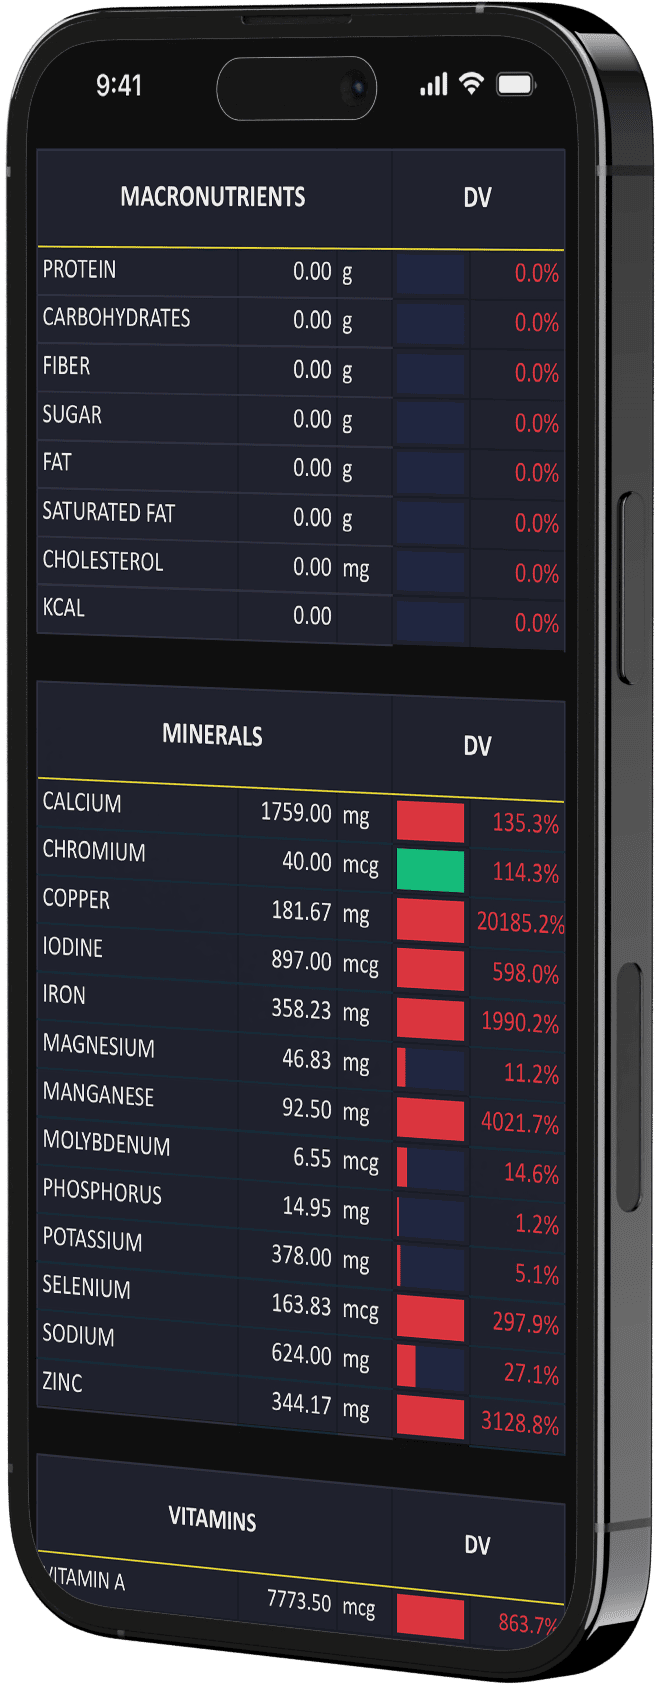 9:41
MACRONUTRIENTS DV
PROTEIN 0.00 g 0.0%
CARBOHYDRATES 0.00 g 0.0%
FIBER 0.00 g 0.0%
SUGAR 0.00 g 0.0%
FAT 0.00 g 0.0%
SATURATED FAT 0.00 g 0.0%
CHOLESTEROL 0.00 mg 0.0%
KCAL 0.00 0.0%
MINERALS DV
CALCIUM 1759.00 mg 135.3%
CHROMIUM 40.00 mcg 114.3%
COPPER 181.67 mg 20185.2%
IODINE 897.00 mcg 598.0%
IRON 358.23 mg 1990.2%
MAGNESIUM 46.83 mg 11.2%
MANGANESE 92.50 mg 4021.7%
MOLYBDENUM 6.55 mcg 14.6%
PHOSPHORUS 14.95 mg 1.2%
POTASSIUM 378.00 mg 5.1%
SELENIUM 163.83 mcg 297.9%
SODIUM 624.00 mg 27.1%
ZINC 344.17 mg 3128.8%
VITAMINS DV
VITAMIN A 7773.50 mcg 863.7%